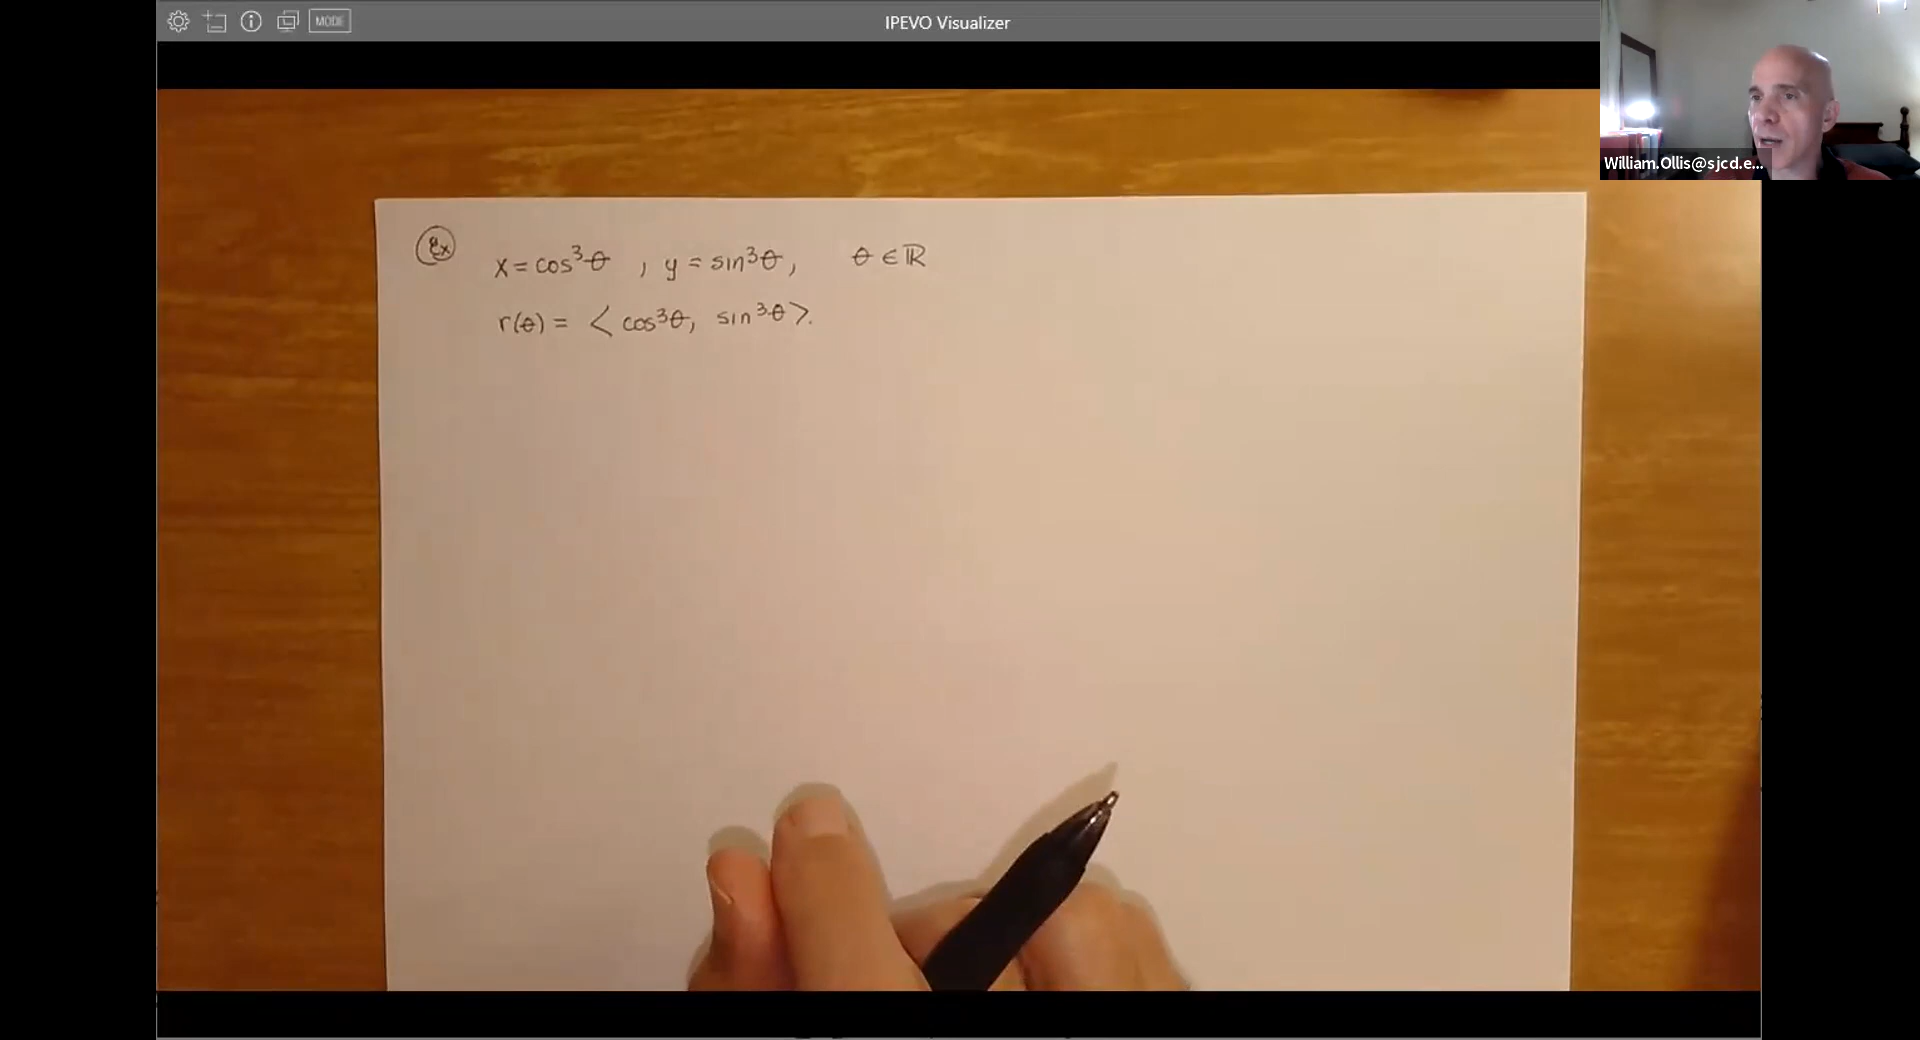 MODE
IPEVO Visualizer
William.Ollis@sjcd.e...
Ex
x = cos³θ , y = sin³θ, θ ∈ ℝ
r(θ) = < cos³θ, sin³θ >.